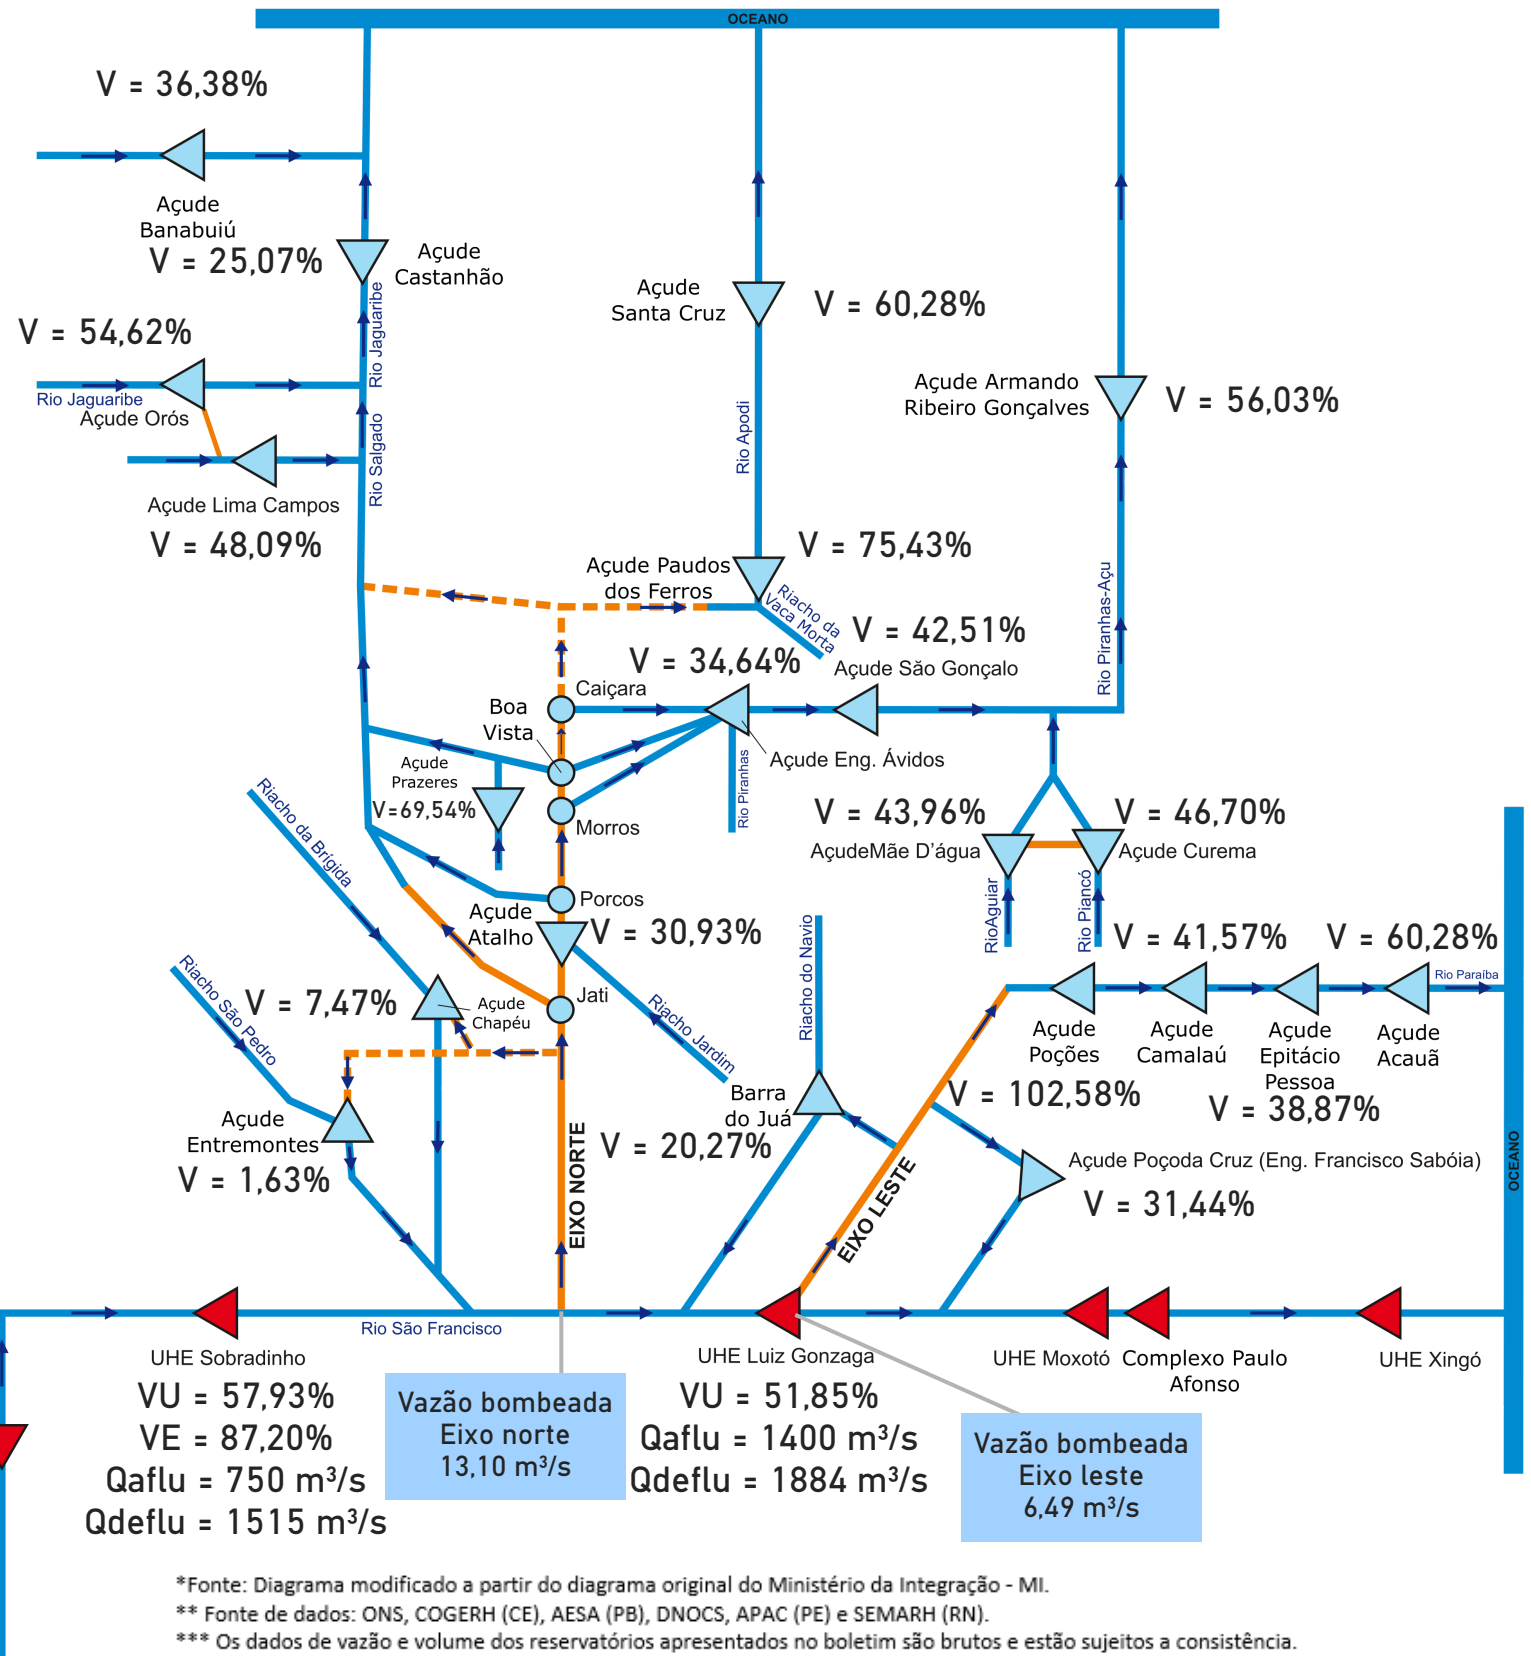 OCEANO
V = 36,38%
Açude
Banabuiú
V = 25,07%
Açude
Castanhão
Rio Jaguaribe
V = 54,62%
Rio Jaguaribe
Açude Orós
Rio Salgado
Açude Lima Campos
V = 48,09%
Açude
Santa Cruz
V = 60,28%
Rio Apodi
Açude Armando
Ribeiro Gonçalves
V = 56,03%
Rio Piranhas-Açu
Açude Paudos
dos Ferros
V = 75,43%
Riacho da
Vaca Morta
V = 42,51%
Açude São Gonçalo
V = 34,64%
Caiçara
Boa
Vista
Açude Eng. Ávidos
Rio Piranhas
Açude
Prazeres
V=69,54%
Morros
Riacho da Brígida
V = 43,96%
AçudeMãe D'água
V = 46,70%
Açude Curema
RioAguiar
Rio Piancó
Porcos
Açude
Atalho
V = 30,93%
Riacho do Navio
V = 41,57%
V = 60,28%
Rio Paraíba
Riacho São Pedro
V = 7,47%
Açude
Chapéu
Jati
Riacho Jardim
Açude
Poções
Açude
Camalaú
Açude
Epitácio
Pessoa
Açude
Acauã
V = 102,58%
V = 38,87%
Barra
do Juá
V = 20,27%
Açude
Entremontes
V = 1,63%
EIXO NORTE
EIXO LESTE
Açude Poçoda Cruz (Eng. Francisco Sabóia)
V = 31,44%
OCEANO
Rio São Francisco
UHE Sobradinho
VU = 57,93%
VE = 87,20%
Qaflu = 750 m³/s
Qdeflu = 1515 m³/s
Vazão bombeada
Eixo norte
13,10 m³/s
UHE Luiz Gonzaga
VU = 51,85%
Qaflu = 1400 m³/s
Qdeflu = 1884 m³/s
Vazão bombeada
Eixo leste
6,49 m³/s
UHE Moxotó
Complexo Paulo
Afonso
UHE Xingó
*Fonte: Diagrama modificado a partir do diagrama original do Ministério da Integração - MI.
** Fonte de dados: ONS, COGERH (CE), AESA (PB), DNOCS, APAC (PE) e SEMARH (RN).
*** Os dados de vazão e volume dos reservatórios apresentados no boletim são brutos e estão sujeitos a consistência.